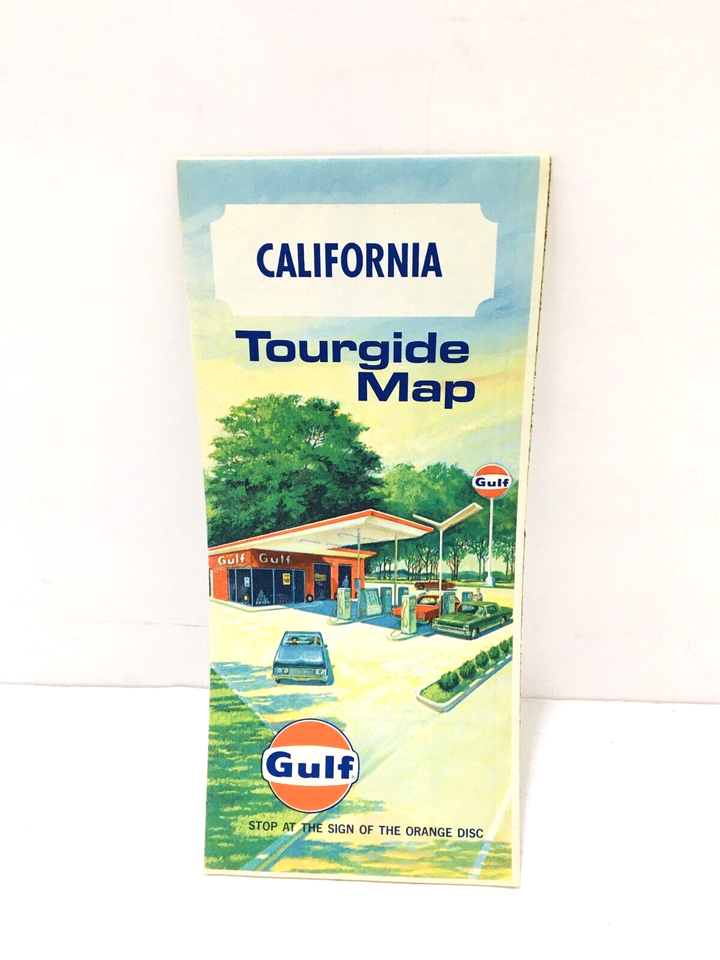 CALIFORNIA
Tourgide
Map
Gulf
Gulf Gulf
Gulf
STOP AT THE SIGN OF THE ORANGE DISC